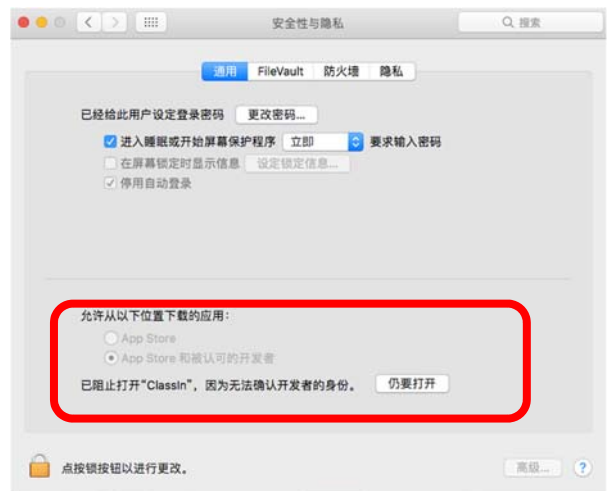 安全性与隐私
搜索
通用 FileVault 防火墙 隐私
已经给此用户设定登录密码 更改密码...
进入睡眠或开始屏幕保护程序 立即 要求输入密码
在屏幕锁定时显示信息 设定锁定信息...
停用自动登录
允许从以下位置下载的应用：
App Store
App Store 和被认可的开发者
已阻止打开“ClassIn”，因为无法确认开发者的身份。 仍要打开
点按锁按钮以进行更改。
高级... ?